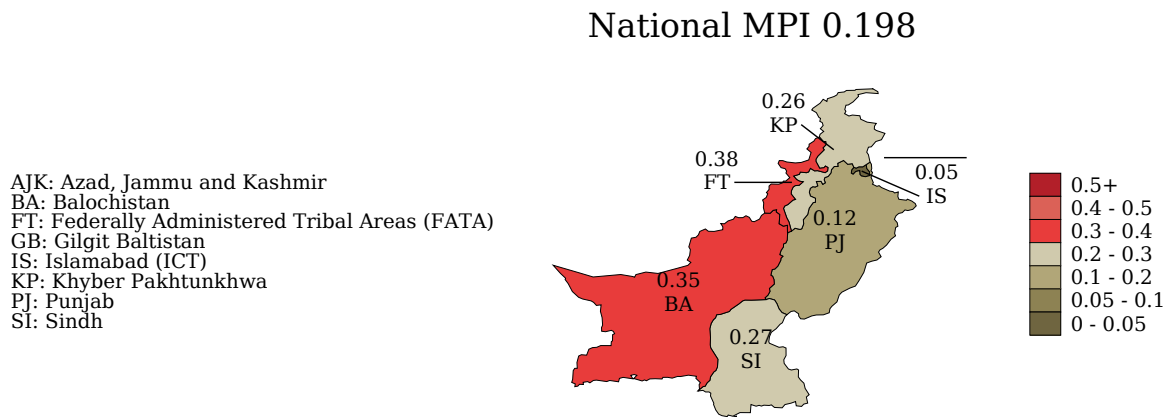 National MPI 0.198
0.26
KP
0.38
FT
0.05
IS
0.12
PJ
0.35
BA
0.27
SI
AJK: Azad, Jammu and Kashmir
BA: Balochistan
FT: Federally Administered Tribal Areas (FATA)
GB: Gilgit Baltistan
IS: Islamabad (ICT)
KP: Khyber Pakhtunkhwa
PJ: Punjab
SI: Sindh
0.5+
0.4 - 0.5
0.3 - 0.4
0.2 - 0.3
0.1 - 0.2
0.05 - 0.1
0 - 0.05